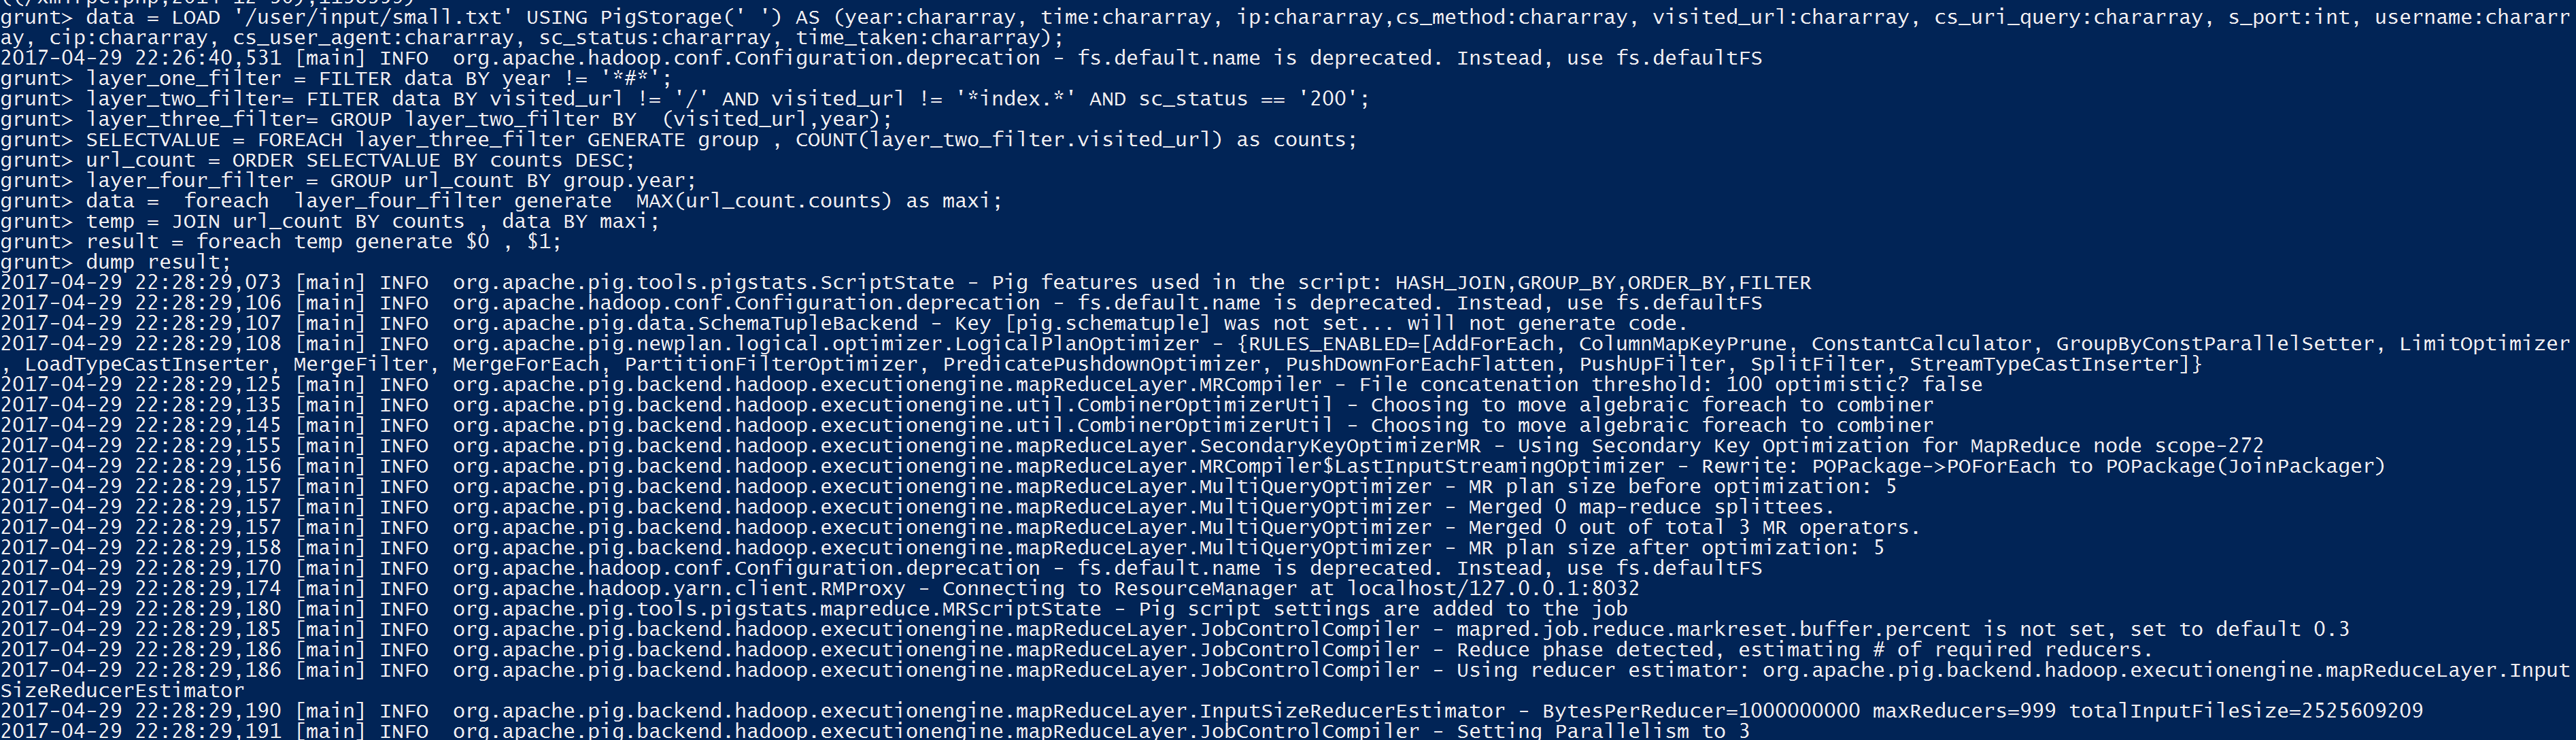 ((/xmlrpc.php,2014-12-30),1138999)
grunt> data = LOAD '/user/input/small.txt' USING PigStorage(' ') AS (year:chararray, time:chararray, ip:chararray,cs_method:chararray, visited_url:chararray, cs_uri_query:chararray, s_port:int, username:chararr
ay, cip:chararray, cs_user_agent:chararray, sc_status:chararray, time_taken:chararray);
2017-04-29 22:26:40,531 [main] INFO  org.apache.hadoop.conf.Configuration.deprecation - fs.default.name is deprecated. Instead, use fs.defaultFS
grunt> layer_one_filter = FILTER data BY year != '*#*';
grunt> layer_two_filter= FILTER data BY visited_url != '/' AND visited_url != '*index.*' AND sc_status == '200';
grunt> layer_three_filter= GROUP layer_two_filter BY  (visited_url,year);
grunt> SELECTVALUE = FOREACH layer_three_filter GENERATE group , COUNT(layer_two_filter.visited_url) as counts;
grunt> url_count = ORDER SELECTVALUE BY counts DESC;
grunt> layer_four_filter = GROUP url_count BY group.year;
grunt> data =  foreach  layer_four_filter generate  MAX(url_count.counts) as maxi;
grunt> temp = JOIN url_count BY counts , data BY maxi;
grunt> result = foreach temp generate $0 , $1;
grunt> dump result;
2017-04-29 22:28:29,073 [main] INFO  org.apache.pig.tools.pigstats.ScriptState - Pig features used in the script: HASH_JOIN,GROUP_BY,ORDER_BY,FILTER
2017-04-29 22:28:29,106 [main] INFO  org.apache.hadoop.conf.Configuration.deprecation - fs.default.name is deprecated. Instead, use fs.defaultFS
2017-04-29 22:28:29,107 [main] INFO  org.apache.pig.data.SchemaTupleBackend - Key [pig.schematuple] was not set... will not generate code.
2017-04-29 22:28:29,108 [main] INFO  org.apache.pig.newplan.logical.optimizer.LogicalPlanOptimizer - {RULES_ENABLED=[AddForEach, ColumnMapKeyPrune, ConstantCalculator, GroupByConstParallelSetter, LimitOptimizer
, LoadTypeCastInserter, MergeFilter, MergeForEach, PartitionFilterOptimizer, PredicatePushdownOptimizer, PushDownForEachFlatten, PushUpFilter, SplitFilter, StreamTypeCastInserter]}
2017-04-29 22:28:29,125 [main] INFO  org.apache.pig.backend.hadoop.executionengine.mapReduceLayer.MRCompiler - File concatenation threshold: 100 optimistic? false
2017-04-29 22:28:29,135 [main] INFO  org.apache.pig.backend.hadoop.executionengine.util.CombinerOptimizerUtil - Choosing to move algebraic foreach to combiner
2017-04-29 22:28:29,145 [main] INFO  org.apache.pig.backend.hadoop.executionengine.util.CombinerOptimizerUtil - Choosing to move algebraic foreach to combiner
2017-04-29 22:28:29,155 [main] INFO  org.apache.pig.backend.hadoop.executionengine.mapReduceLayer.SecondaryKeyOptimizerMR - Using Secondary Key Optimization for MapReduce node scope-272
2017-04-29 22:28:29,156 [main] INFO  org.apache.pig.backend.hadoop.executionengine.mapReduceLayer.MRCompiler$LastInputStreamingOptimizer - Rewrite: POPackage->POForEach to POPackage(JoinPackager)
2017-04-29 22:28:29,157 [main] INFO  org.apache.pig.backend.hadoop.executionengine.mapReduceLayer.MultiQueryOptimizer - MR plan size before optimization: 5
2017-04-29 22:28:29,157 [main] INFO  org.apache.pig.backend.hadoop.executionengine.mapReduceLayer.MultiQueryOptimizer - Merged 0 map-reduce splittees.
2017-04-29 22:28:29,157 [main] INFO  org.apache.pig.backend.hadoop.executionengine.mapReduceLayer.MultiQueryOptimizer - Merged 0 out of total 3 MR operators.
2017-04-29 22:28:29,158 [main] INFO  org.apache.pig.backend.hadoop.executionengine.mapReduceLayer.MultiQueryOptimizer - MR plan size after optimization: 5
2017-04-29 22:28:29,170 [main] INFO  org.apache.hadoop.conf.Configuration.deprecation - fs.default.name is deprecated. Instead, use fs.defaultFS
2017-04-29 22:28:29,174 [main] INFO  org.apache.hadoop.yarn.client.RMProxy - Connecting to ResourceManager at localhost/127.0.0.1:8032
2017-04-29 22:28:29,180 [main] INFO  org.apache.pig.tools.pigstats.mapreduce.MRScriptState - Pig script settings are added to the job
2017-04-29 22:28:29,185 [main] INFO  org.apache.pig.backend.hadoop.executionengine.mapReduceLayer.JobControlCompiler - mapred.job.reduce.markreset.buffer.percent is not set, set to default 0.3
2017-04-29 22:28:29,186 [main] INFO  org.apache.pig.backend.hadoop.executionengine.mapReduceLayer.JobControlCompiler - Reduce phase detected, estimating # of required reducers.
2017-04-29 22:28:29,186 [main] INFO  org.apache.pig.backend.hadoop.executionengine.mapReduceLayer.JobControlCompiler - Using reducer estimator: org.apache.pig.backend.hadoop.executionengine.mapReduceLayer.Input
SizeReducerEstimator
2017-04-29 22:28:29,190 [main] INFO  org.apache.pig.backend.hadoop.executionengine.mapReduceLayer.InputSizeReducerEstimator - BytesPerReducer=1000000000 maxReducers=999 totalInputFileSize=2525609209
2017-04-29 22:28:29,191 [main] INFO  org.apache.pig.backend.hadoop.executionengine.mapReduceLayer.JobControlCompiler - Setting Parallelism to 3